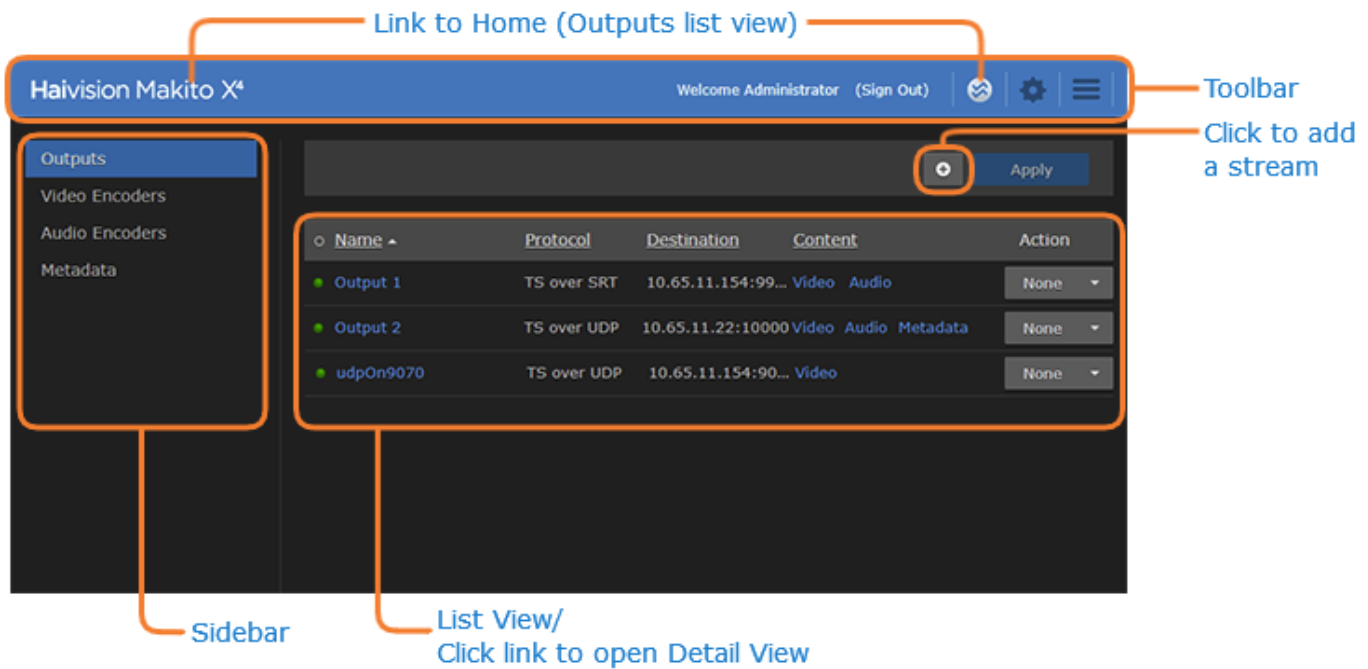 Link to Home (Outputs list view)
Haivision Makito X⁴
Welcome Administrator (Sign Out)
Toolbar
Click to add
a stream
Outputs
Video Encoders
Audio Encoders
Metadata
Apply
Name Protocol Destination Content Action
Output 1 TS over SRT 10.65.11.154:99... Video Audio None
Output 2 TS over UDP 10.65.11.22:10000 Video Audio Metadata None
udpOn9070 TS over UDP 10.65.11.154:90... Video None
Sidebar
List View/
Click link to open Detail View